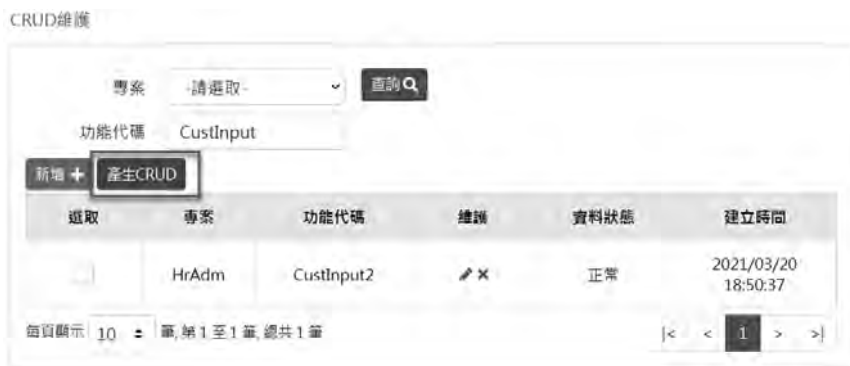 CRUD維護
專案 -請選取- 查詢
功能代碼 CustInput
新增 產生CRUD
選取 專案 功能代碼 維護 資料狀態 建立時間
HrAdm CustInput2 正常 2021/03/20
18:50:37
每頁顯示 10 筆, 第 1 至 1 筆, 總共 1 筆 |< < 1 > >|